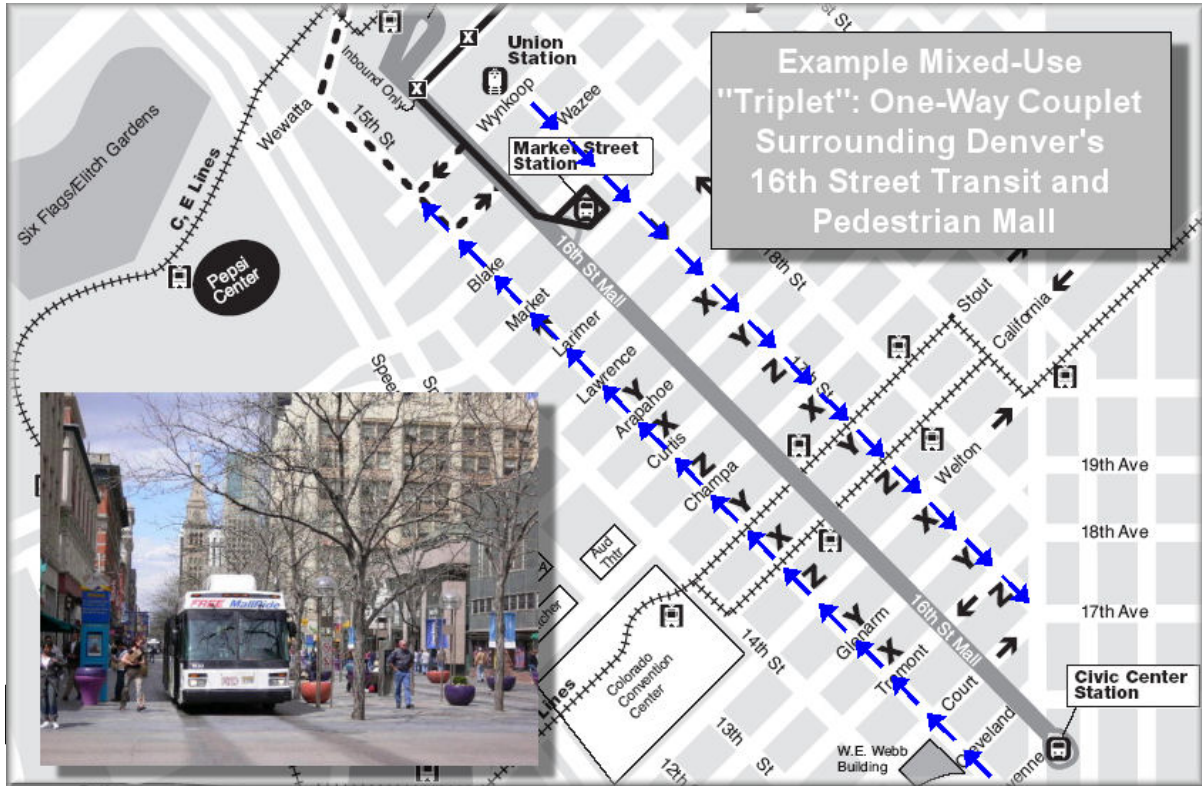 Example Mixed-Use
"Triplet": One-Way Couplet
Surrounding Denver's
16th Street Transit and
Pedestrian Mall
Union
Station
Inbound Only
Wynkoop
Wazee
Wewatta
15th St
Market Street
Station
Six Flags/Elitch Gardens
C, E Lines
Pepsi
Center
16th St Mall
18th St
17th St
Blake
Market
Larimer
Lawrence
Arapahoe
Curtis
Champa
Stout
California
Welton
Glenarm
Tremont
Court
Cleveland
16th St Mall
X
X
X
Y
Z
X
Y
Z
X
Y
Z
Y
X
Z
Y
X
Z
Y
X
19th Ave
18th Ave
17th Ave
Civic Center
Station
Aud
Thtr
Colorado
Convention
Center
Lines
14th St
13th St
W.E. Webb
Building
FREE MallRide